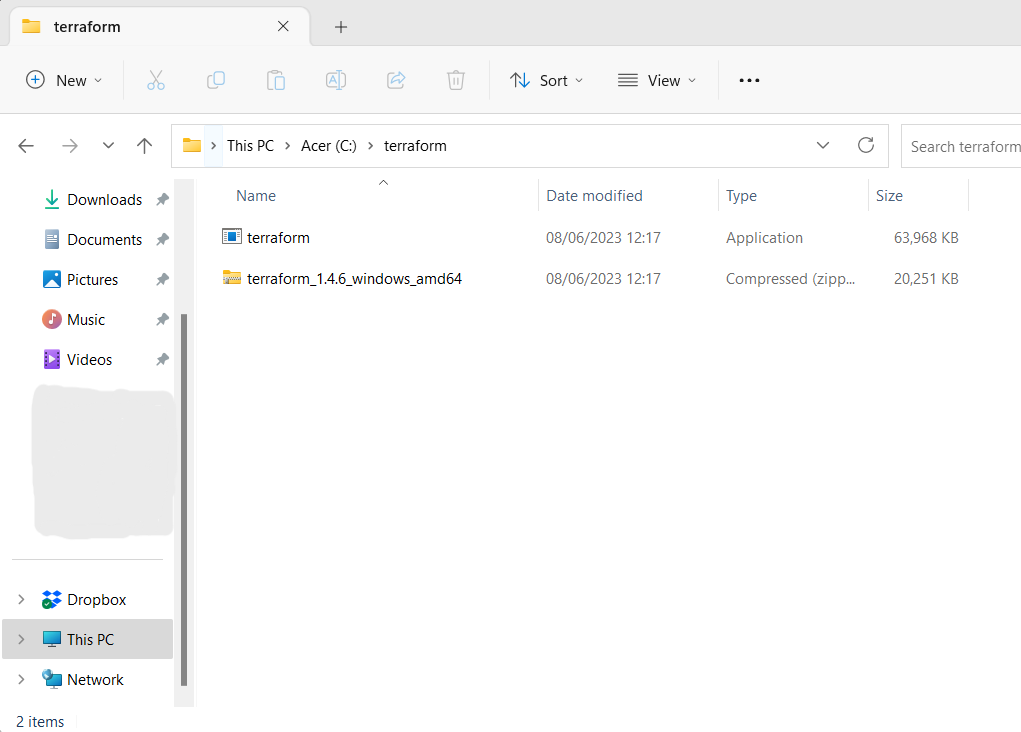 terraform
New
Sort
View
This PC
Acer (C:)
terraform
Search terraform
Name Date modified Type Size
terraform 08/06/2023 12:17 Application 63,968 KB
terraform_1.4.6_windows_amd64 08/06/2023 12:17 Compressed (zipp... 20,251 KB
Downloads
Documents
Pictures
Music
Videos
Dropbox
This PC
Network
2 items